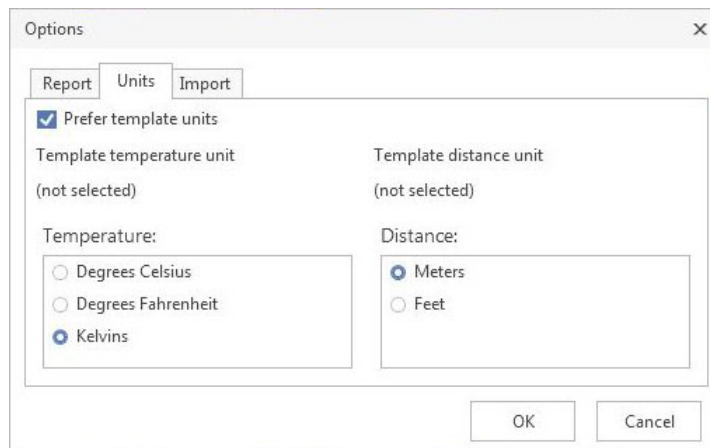 Options
Report Units Import
Prefer template units
Template temperature unit Template distance unit
(not selected) (not selected)
Temperature: Distance:
Degrees Celsius Meters
Degrees Fahrenheit Feet
Kelvins
OK Cancel